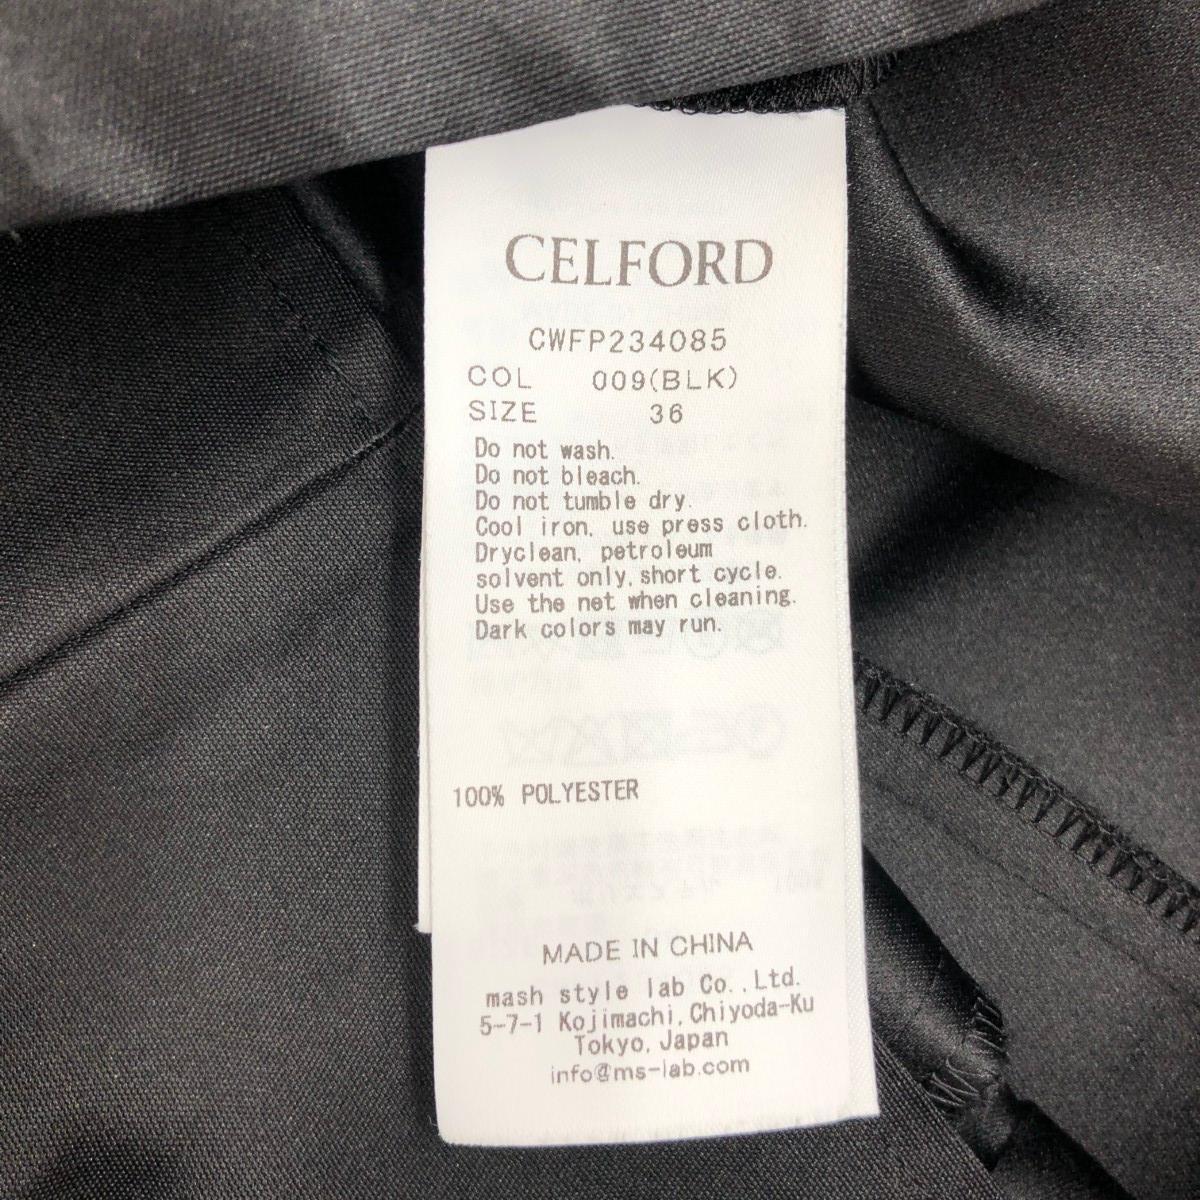 CELFORD
CWFP234085
COL 009(BLK)
SIZE 36
Do not wash.
Do not bleach.
Do not tumble dry.
Cool iron, use press cloth.
Dryclean, petroleum
solvent only, short cycle.
Use the net when cleaning.
Dark colors may run.
100% POLYESTER
MADE IN CHINA
mash style lab Co.,Ltd.
5-7-1 Kojimachi, Chiyoda-Ku
Tokyo, Japan
info@ms-lab.com